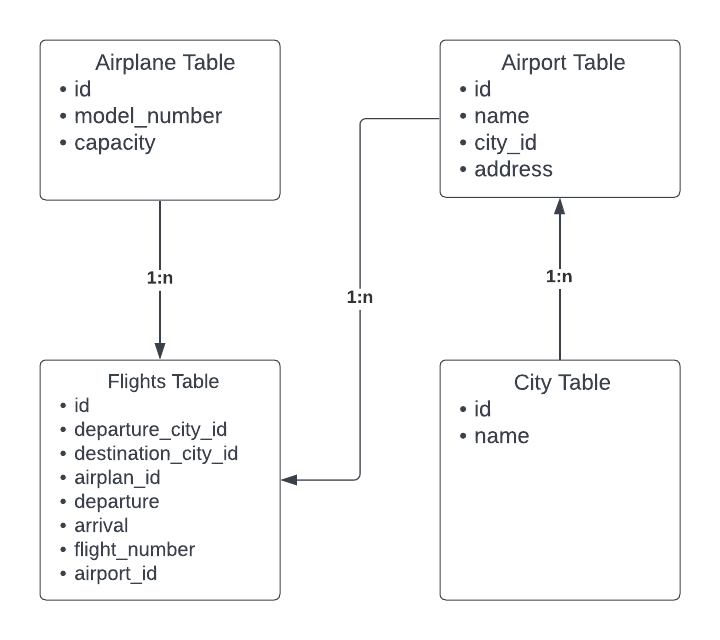 Airplane Table
• id
• model_number
• capacity
Airport Table
• id
• name
• city_id
• address
1:n
1:n
1:n
Flights Table
• id
• departure_city_id
• destination_city_id
• airplan_id
• departure
• arrival
• flight_number
• airport_id
City Table
• id
• name